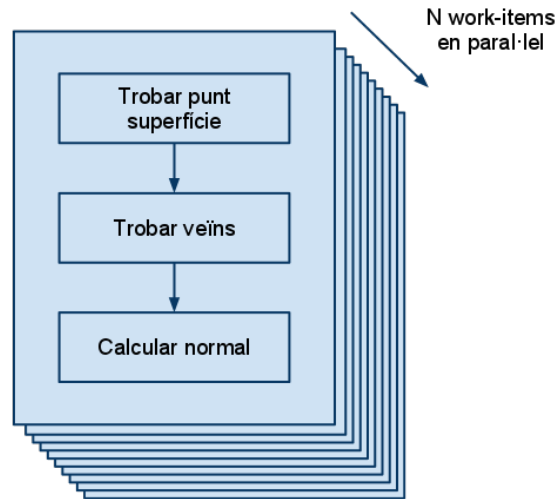 N work-items
en paral·lel
Trobar punt
superfície
Trobar veïns
Calcular normal